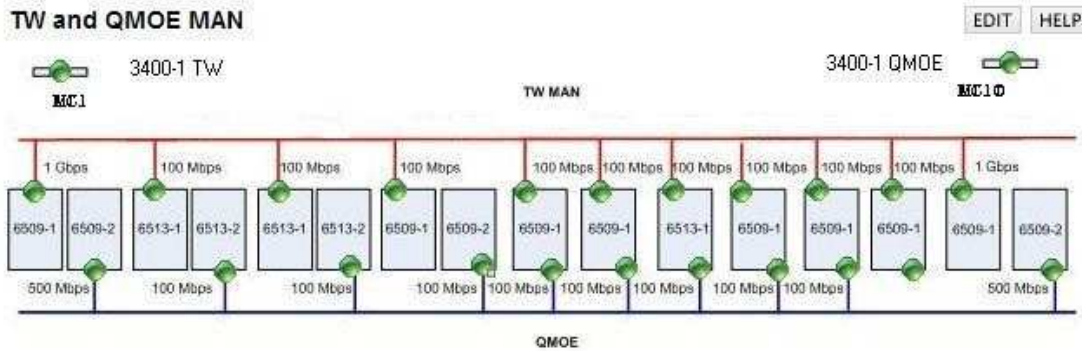 TW and QMOE MAN
EDIT HELP
3400-1 TW
3400-1 QMOE
TW MAN
1 Gbps 100 Mbps 100 Mbps 100 Mbps 100 Mbps 100 Mbps 100 Mbps 100 Mbps 100 Mbps 100 Mbps 1 Gbps
6509-1 6509-2 6513-1 6513-2 6513-1 6513-2 6509-1 6509-2 6509-1 6509-1 6513-1 6509-1 6509-1 6509-1 6509-1 6509-2
500 Mbps 100 Mbps 100 Mbps 100 Mbps 100 Mbps 100 Mbps 100 Mbps 100 Mbps 100 Mbps 500 Mbps
QMOE